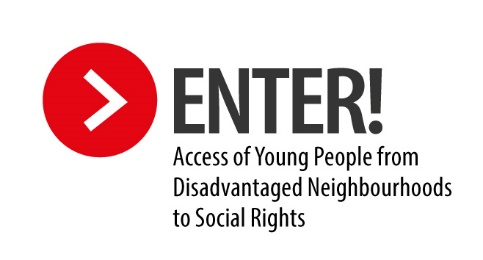 ENTER!
Access of Young People from
Disadvantaged Neighbourhoods
to Social Rights